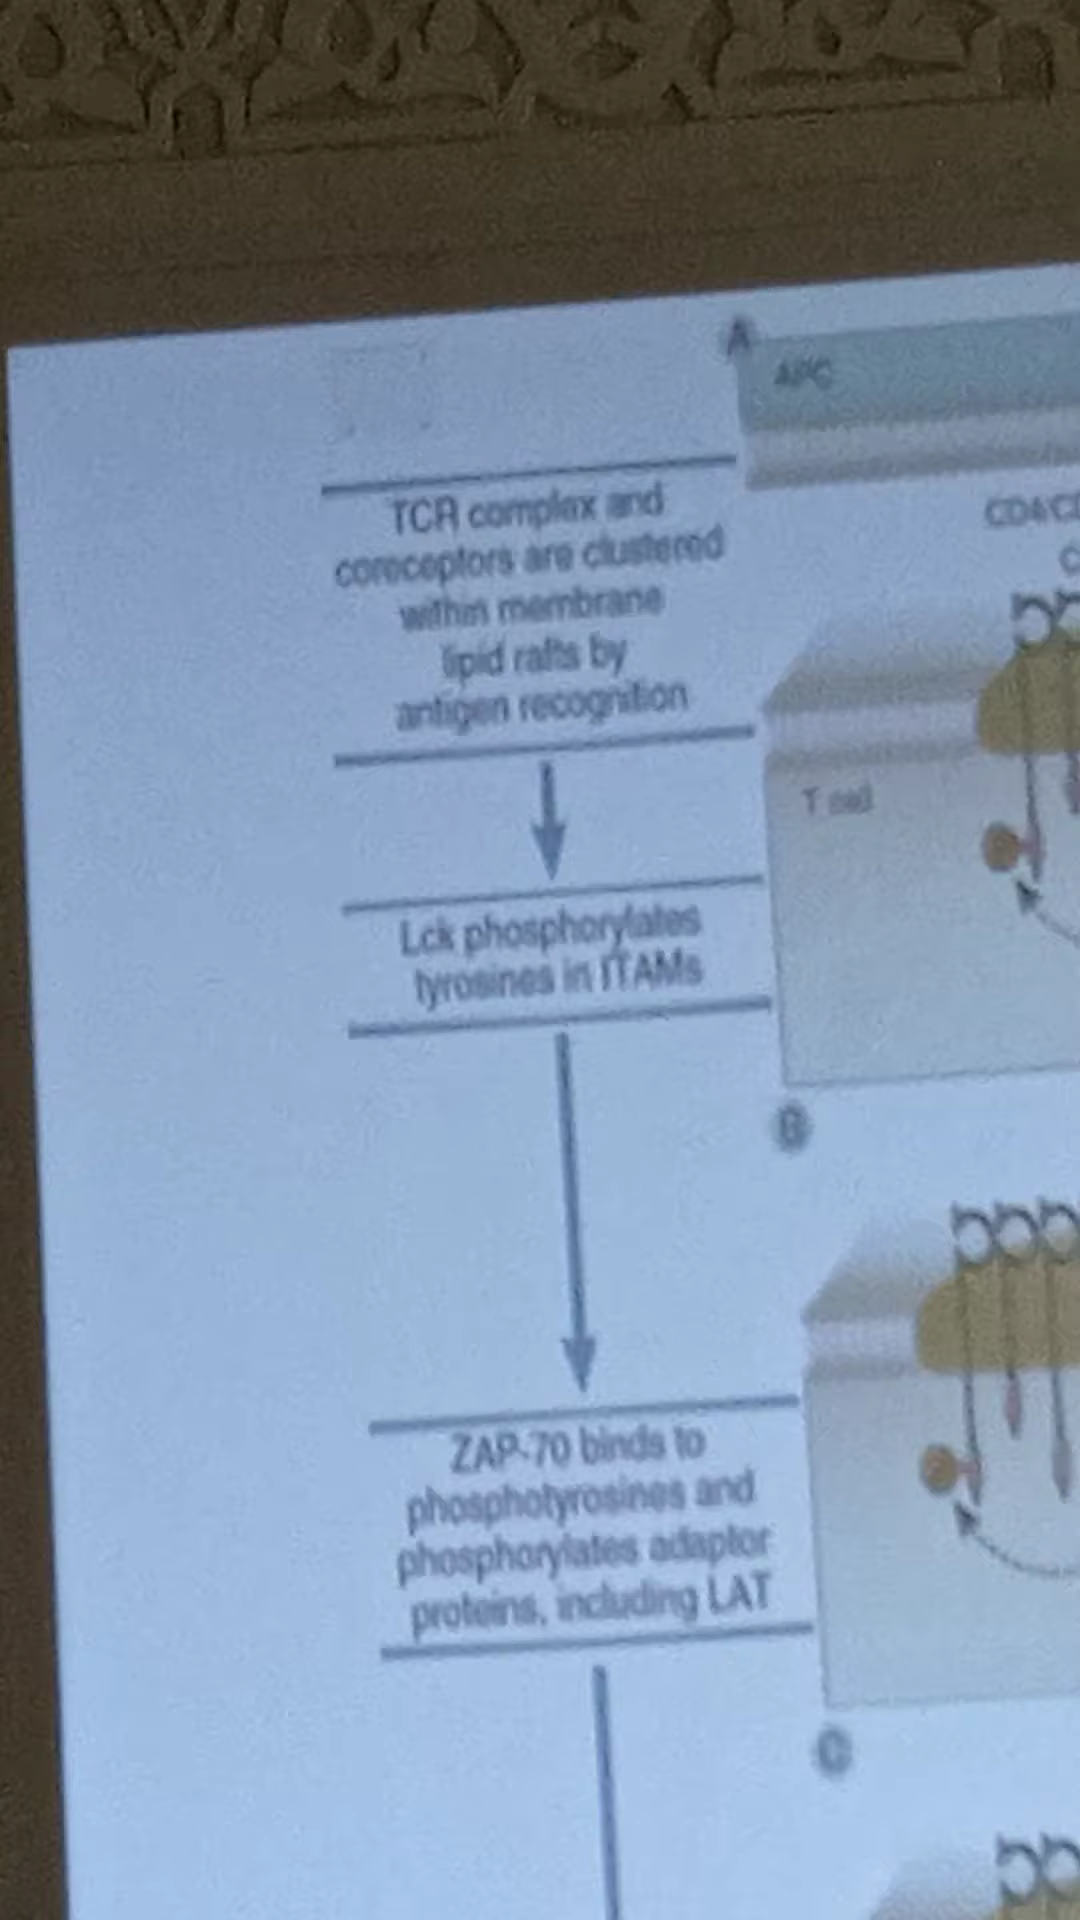 A
APC
TCR complex and
coreceptors are clustered
within membrane
lipid rafts by
antigen recognition
T cell
Lck phosphorylates
tyrosines in ITAMs
B
ZAP-70 binds to
phosphotyrosines and
phosphorylates adaptor
proteins, including LAT
C